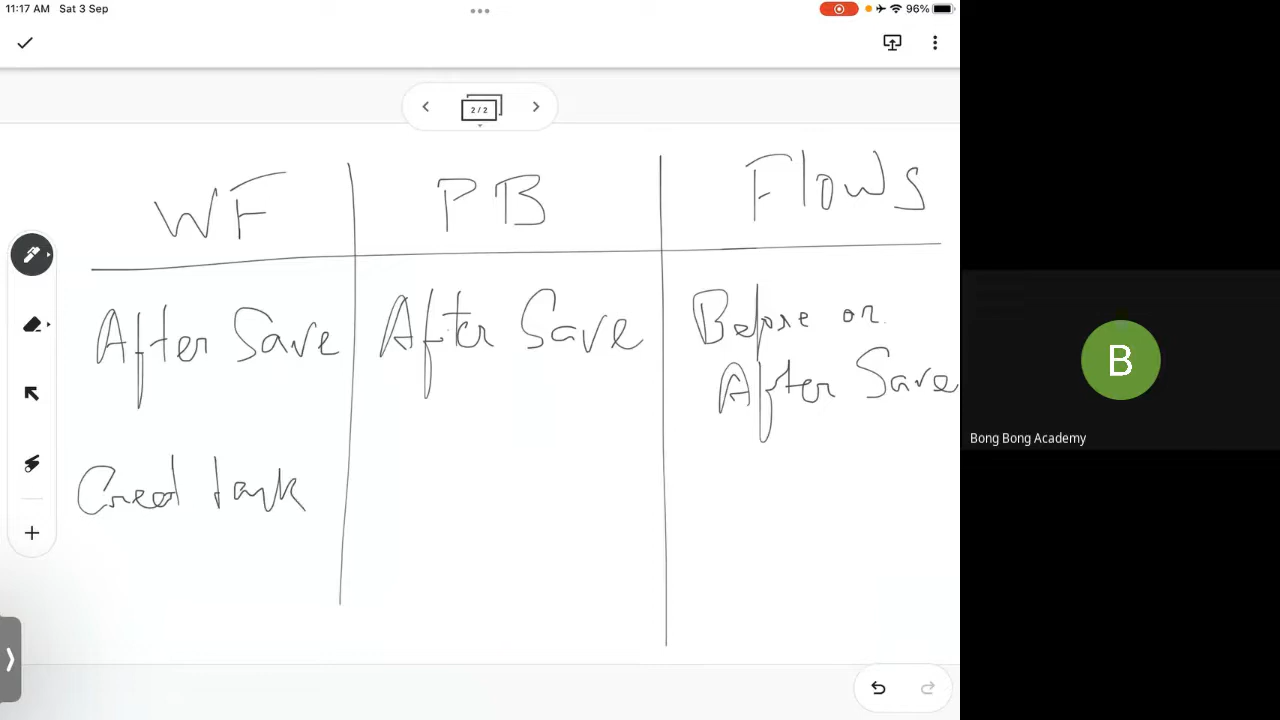 11:17 AM Sat 3 Sep
96%
2 / 2
WF PB Flows
After Save After Save Before or
After Save
Creat task
B
Bong Bong Academy